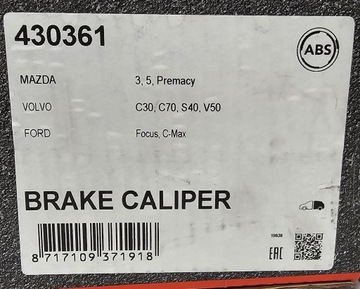 430361
ABS
MAZDA 3, 5, Premacy
VOLVO C30, C70, S40, V50
FORD Focus, C-Max
BRAKE CALIPER
8 717109 371918
EAC